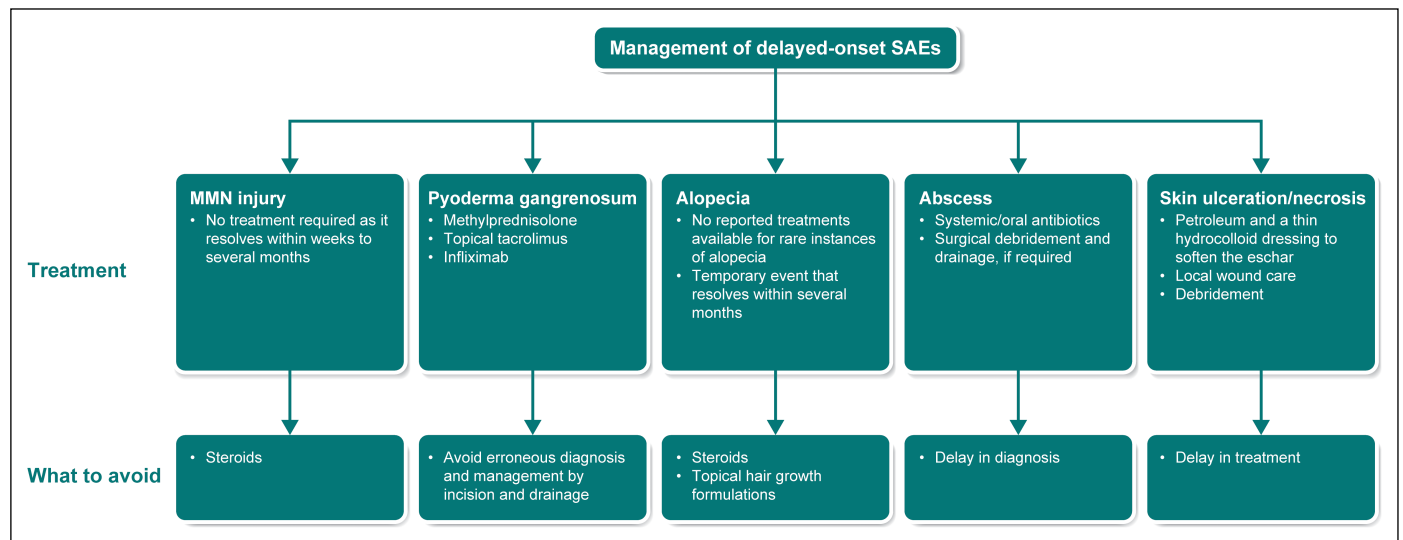 Management of delayed-onset SAEs
Treatment
MMN injury
• No treatment required as it
resolves within weeks to
several months
Pyoderma gangrenosum
• Methylprednisolone
• Topical tacrolimus
• Infliximab
Alopecia
• No reported treatments
available for rare instances
of alopecia
• Temporary event that
resolves within several
months
Abscess
• Systemic/oral antibiotics
• Surgical debridement and
drainage, if required
Skin ulceration/necrosis
• Petroleum and a thin
hydrocolloid dressing to
soften the eschar
• Local wound care
• Debridement
What to avoid
• Steroids
• Avoid erroneous diagnosis
and management by
incision and drainage
• Steroids
• Topical hair growth
formulations
• Delay in diagnosis
• Delay in treatment